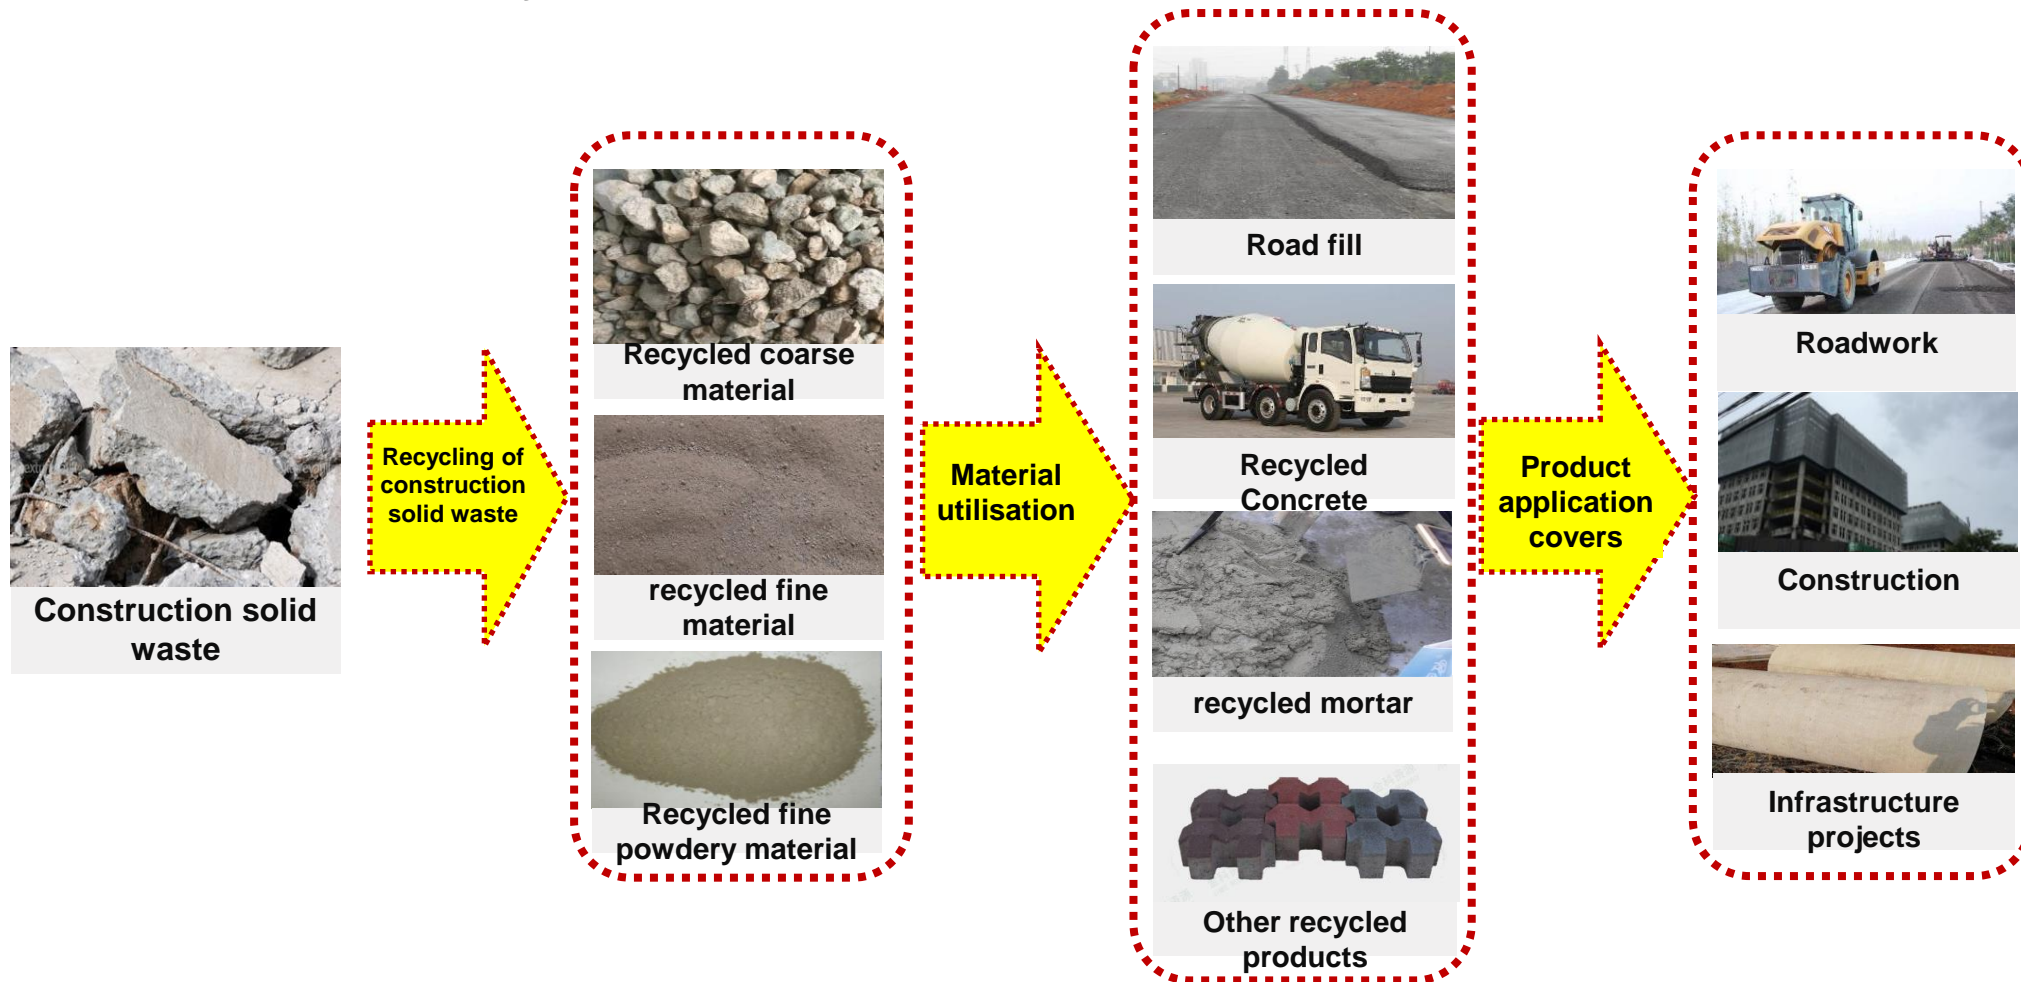 Construction solid
waste
Recycling of
construction
solid waste
Recycled coarse
material
recycled fine
material
Recycled fine
powdery material
Material
utilisation
Road fill
Recycled
Concrete
recycled mortar
Other recycled
products
Product
application
covers
Roadwork
Construction
Infrastructure
projects